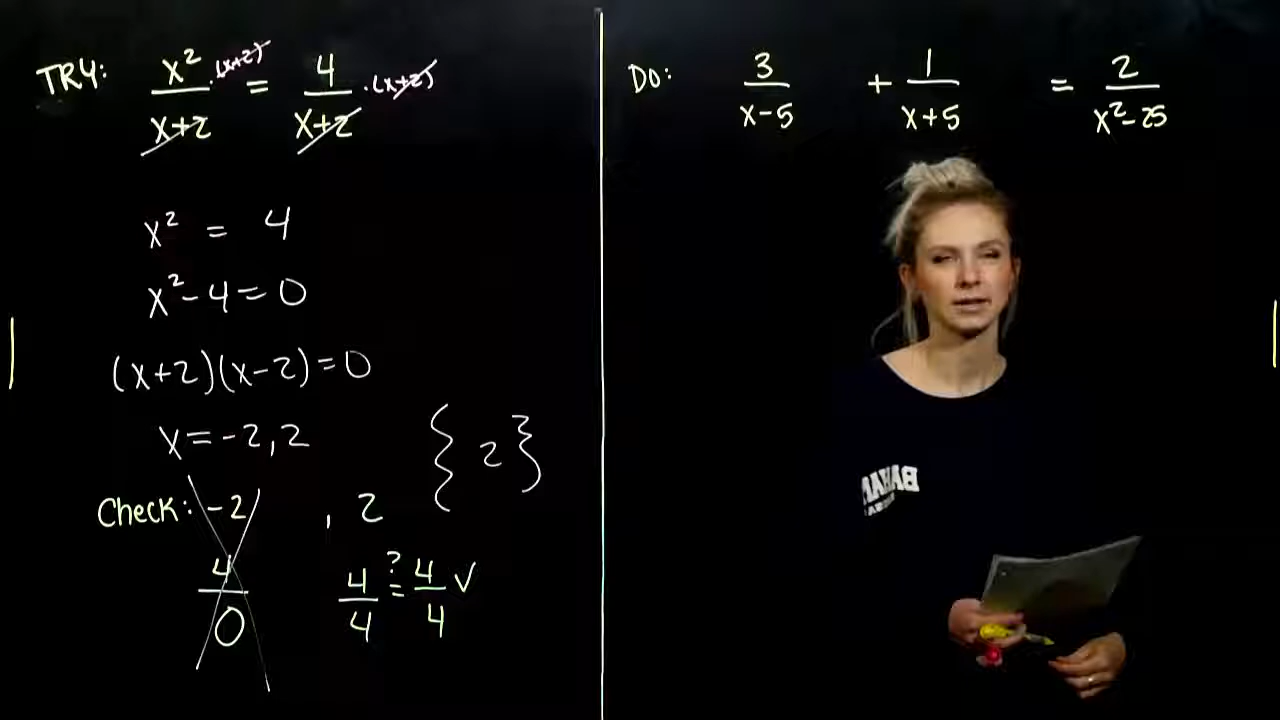 TRY: x²/(x+2) · (x+2) = 4/(x+2) · (x+2)
x² = 4
x² - 4 = 0
(x+2)(x-2) = 0
x = -2, 2
{2}
Check: -2 , 2
4/0 4/4 ?= 4/4 ✓
Do: 3/(x-5) + 1/(x+5) = 2/(x²-25)